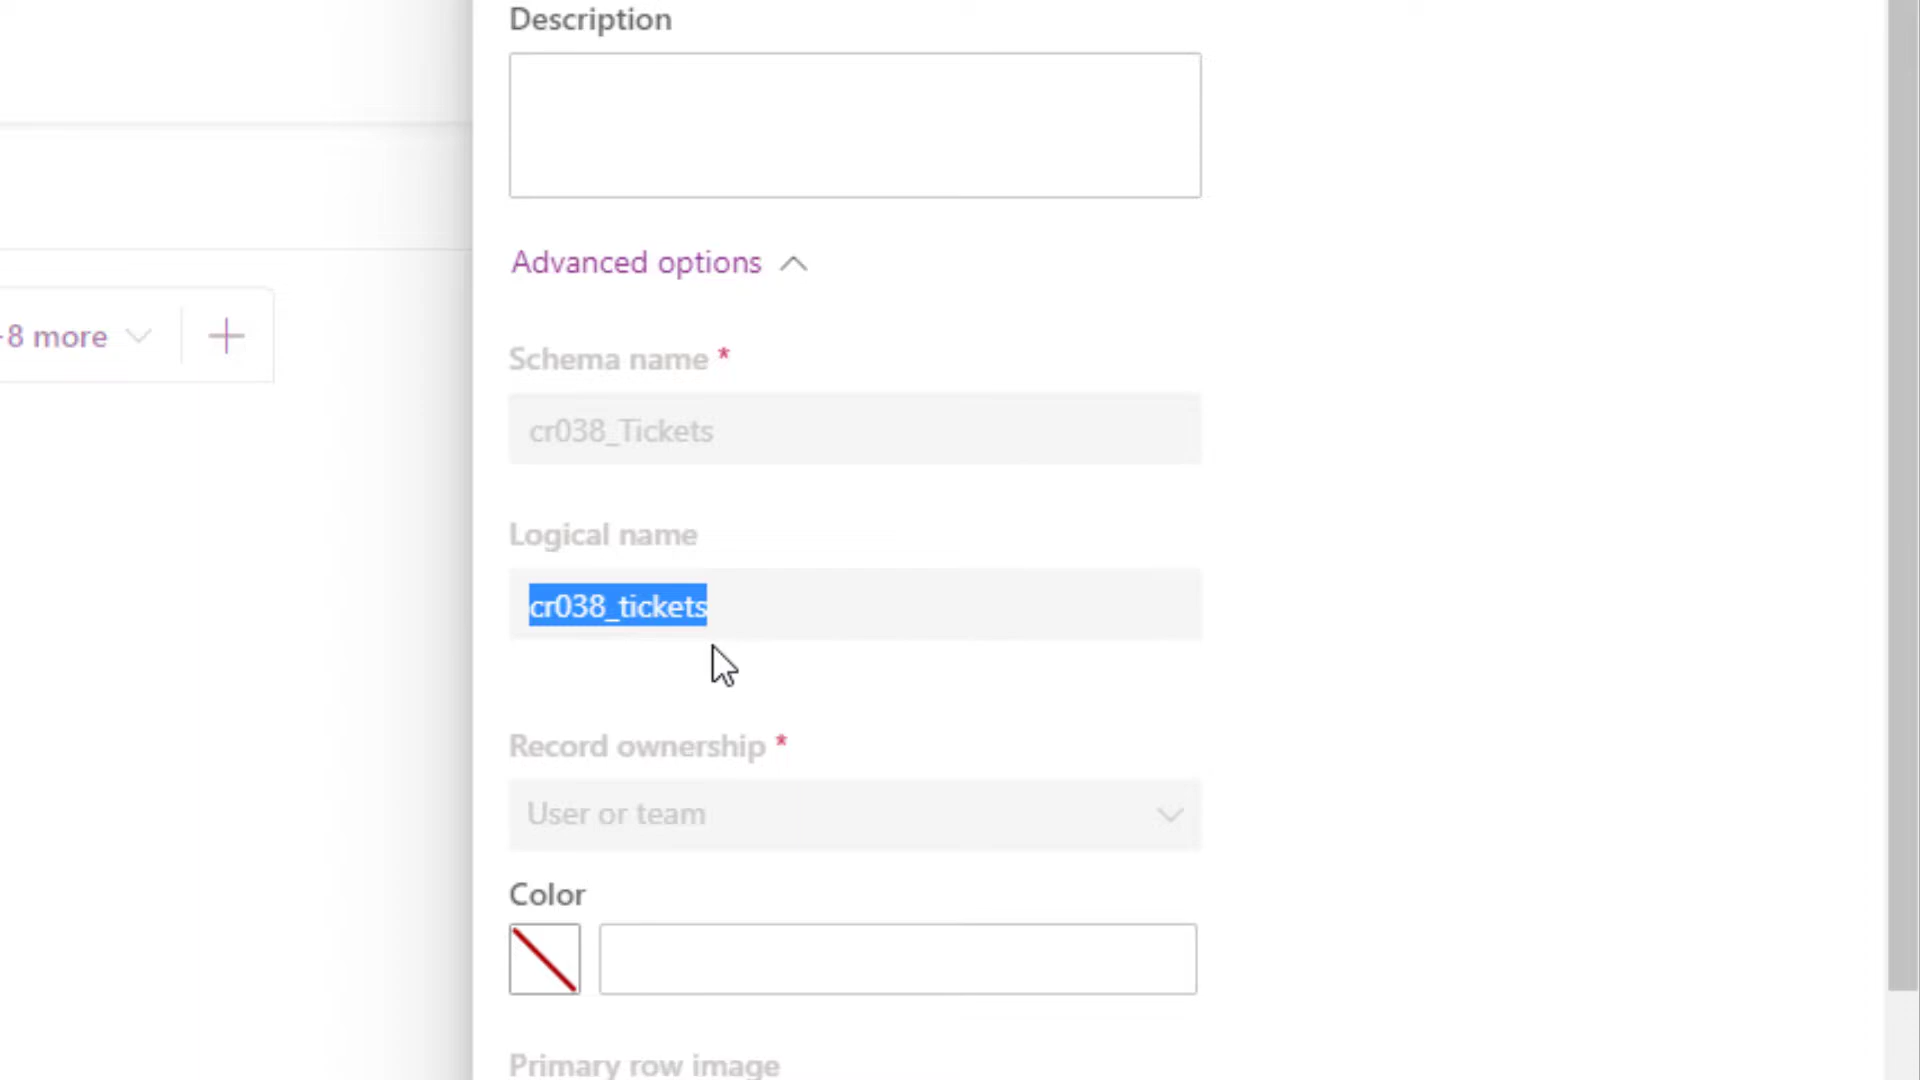 Description
Advanced options
8 more
Schema name *
cr038_Tickets
Logical name
cr038_tickets
Record ownership *
User or team
Color
Primary row image